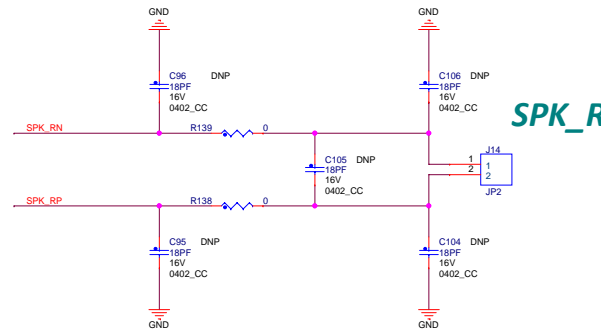 GND
GND
C96 DNP
18PF
16V
0402_CC
C106 DNP
18PF
16V
0402_CC
SPK_R
SPK_RN
R139 0
J14
1 1
2 2
JP2
C105 DNP
18PF
16V
0402_CC
SPK_RP
R138 0
C95 DNP
18PF
16V
0402_CC
C104 DNP
18PF
16V
0402_CC
GND
GND